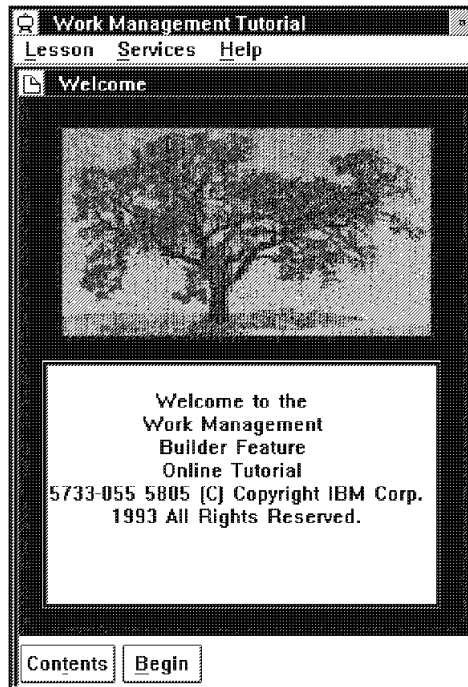 Work Management Tutorial
Lesson Services Help
Welcome
Welcome to the
Work Management
Builder Feature
Online Tutorial
5733-055 5805 (C) Copyright IBM Corp.
1993 All Rights Reserved.
Contents Begin